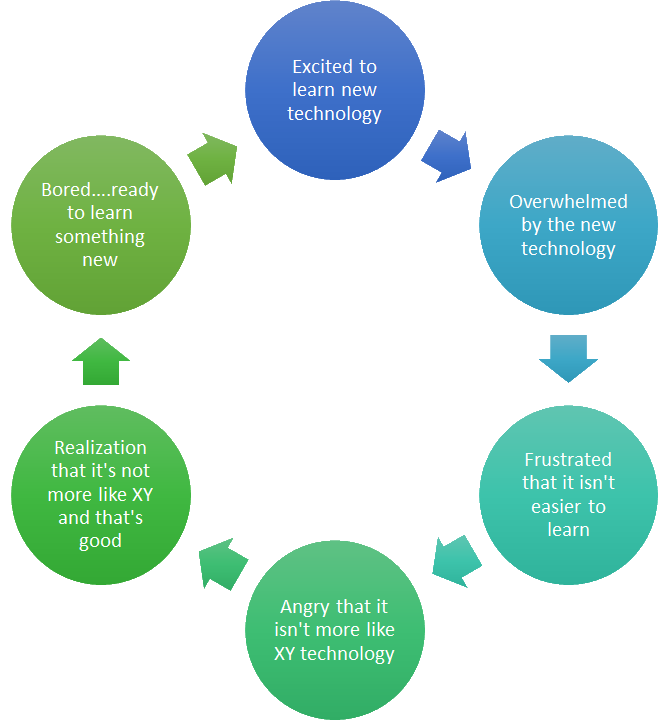 Excited to
learn new
technology
Overwhelmed
by the new
technology
Frustrated
that it isn't
easier to
learn
Angry that it
isn't more like
XY technology
Realization
that it's not
more like XY
and that's
good
Bored....ready
to learn
something
new